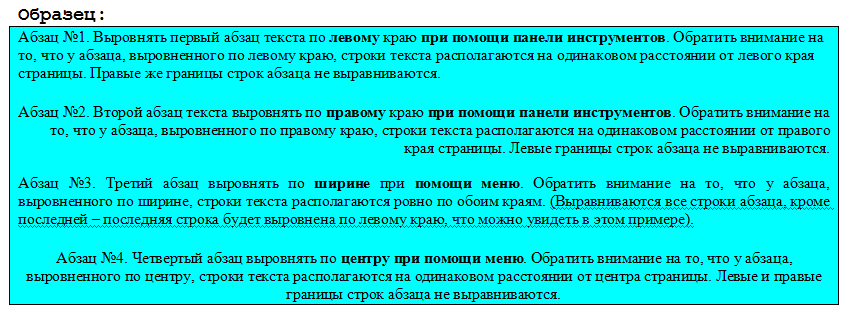 Образец:
Абзац №1. Выровнять первый абзац текста по левому краю при помощи панели инструментов. Обратить внимание на
то, что у абзаца, выровненного по левому краю, строки текста располагаются на одинаковом расстоянии от левого края
страницы. Правые же границы строк абзаца не выравниваются.
Абзац №2. Второй абзац текста выровнять по правому краю при помощи панели инструментов. Обратить внимание на
то, что у абзаца, выровненного по правому краю, строки текста располагаются на одинаковом расстоянии от правого
края страницы. Левые границы строк абзаца не выравниваются.
Абзац №3. Третий абзац выровнять по ширине при помощи меню. Обратить внимание на то, что у абзаца,
выровненного по ширине, строки текста располагаются ровно по обоим краям. (Выравниваются все строки абзаца, кроме
последней – последняя строка будет выровнена по левому краю, что можно увидеть в этом примере).
Абзац №4. Четвертый абзац выровнять по центру при помощи меню. Обратить внимание на то, что у абзаца,
выровненного по центру, строки текста располагаются на одинаковом расстоянии от центра страницы. Левые и правые
границы строк абзаца не выравниваются.